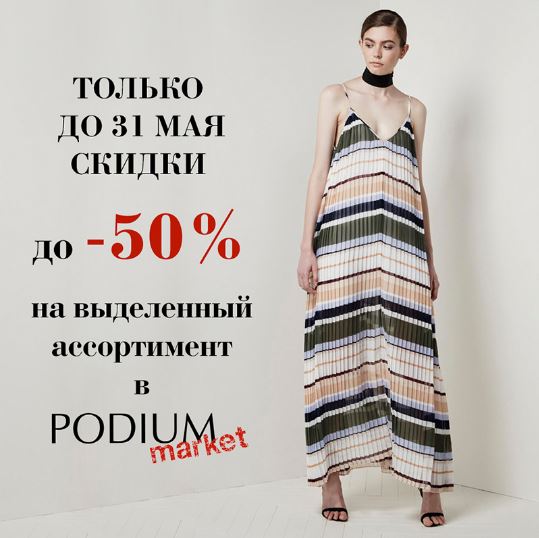 ТОЛЬКО
ДО 31 МАЯ
СКИДКИ
до -50%
на выделенный
ассортимент
в
PODIUM
market